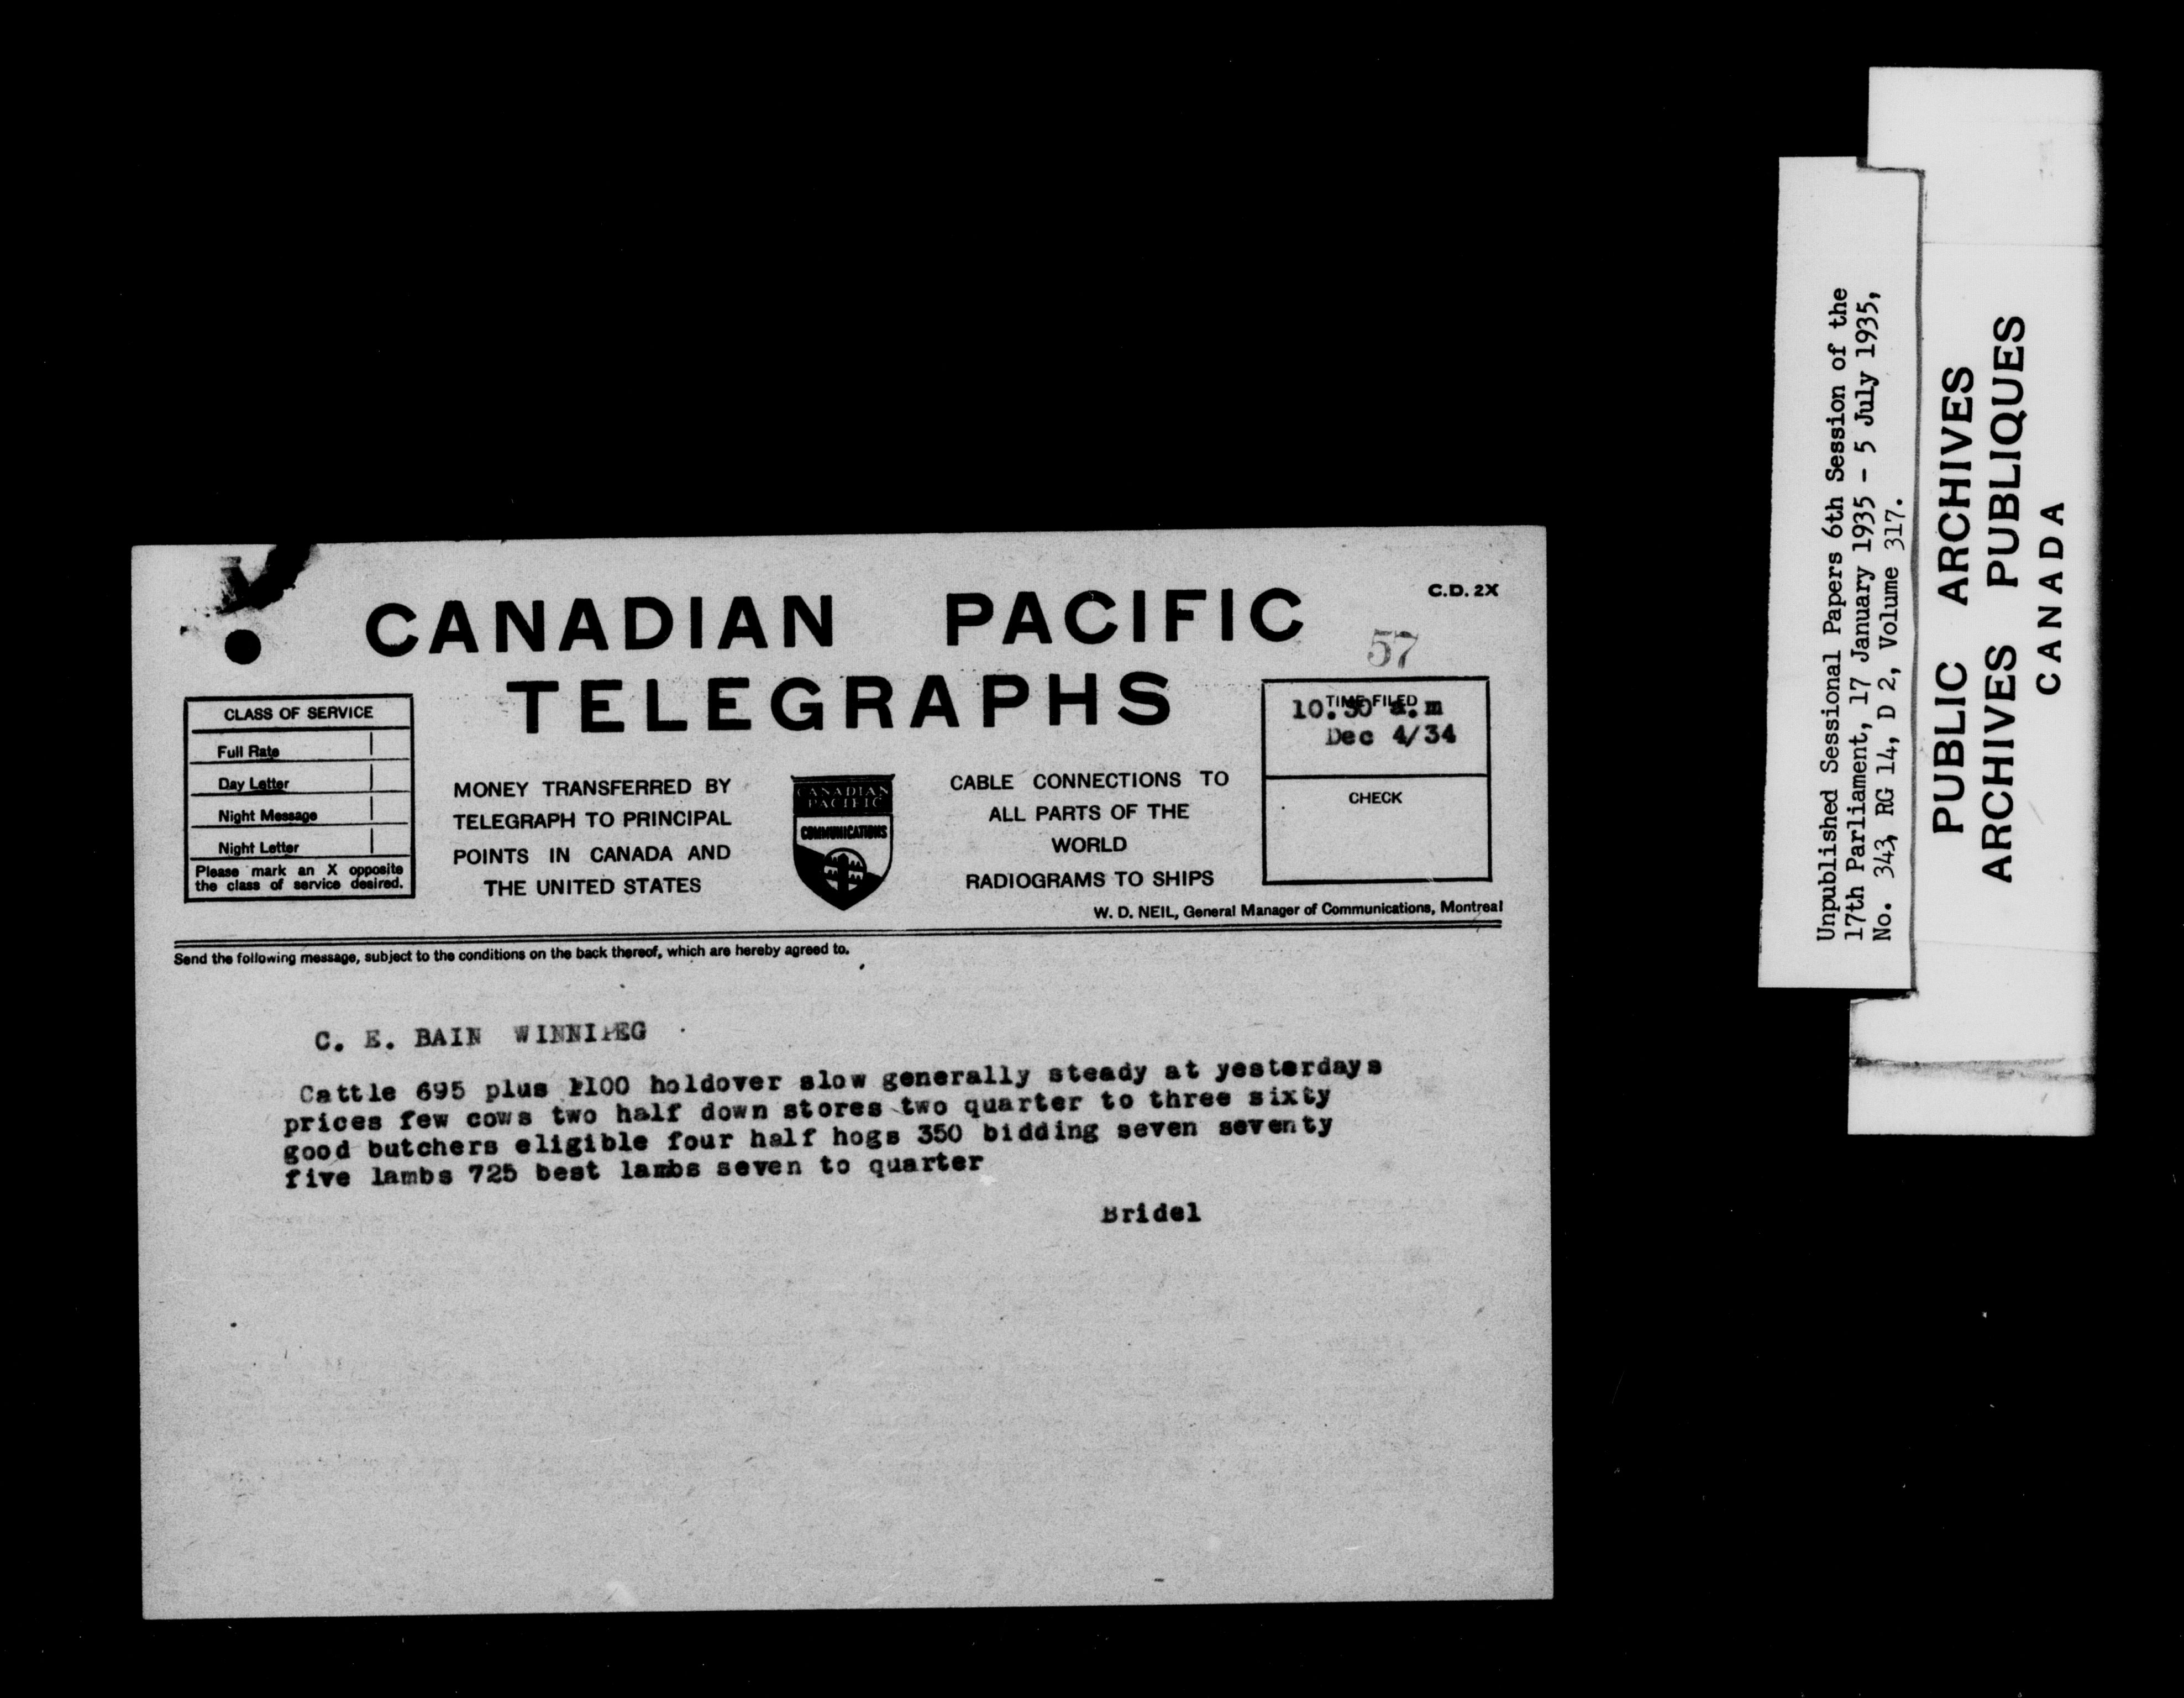 C.D. 2X
CANADIAN PACIFIC
57
TELEGRAPHS
CLASS OF SERVICE
Full Rate
Day Letter
Night Message
Night Letter
Please mark an X opposite
the class of service desired.
MONEY TRANSFERRED BY
TELEGRAPH TO PRINCIPAL
POINTS IN CANADA AND
THE UNITED STATES
CANADIAN
PACIFIC
COMMUNICATIONS
CABLE CONNECTIONS TO
ALL PARTS OF THE
WORLD
RADIOGRAMS TO SHIPS
TIME FILED
10.30 a.m
Dec 4/34
CHECK
W. D. NEIL, General Manager of Communications, Montreal
Send the following message, subject to the conditions on the back thereof, which are hereby agreed to.
C. E. BAIN WINNIPEG
Cattle 695 plus 1100 holdover slow generally steady at yesterdays
prices few cows two half down stores two quarter to three sixty
good butchers eligible four half hogs 350 bidding seven seventy
five lambs 725 best lambs seven to quarter
Bridel
Unpublished Sessional Papers 6th Session of the
17th Parliament, 17 January 1935 - 5 July 1935,
No. 343, RG 14, D 2, Volume 317.
PUBLIC ARCHIVES
ARCHIVES PUBLIQUES
CANADA